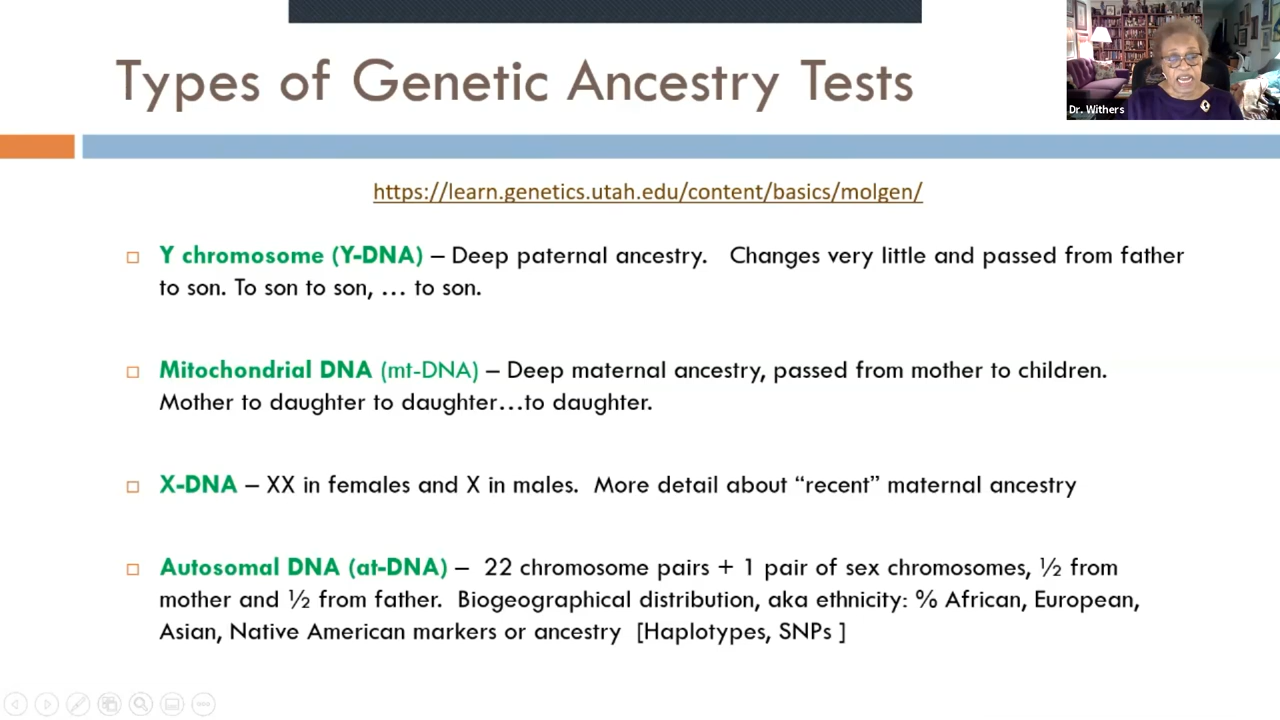 Types of Genetic Ancestry Tests
Dr. Withers
https://learn.genetics.utah.edu/content/basics/molgen/
Y chromosome (Y-DNA) – Deep paternal ancestry.   Changes very little and passed from father
to son. To son to son, … to son.
Mitochondrial DNA (mt-DNA) – Deep maternal ancestry, passed from mother to children.
Mother to daughter to daughter…to daughter.
X-DNA – XX in females and X in males.  More detail about “recent” maternal ancestry
Autosomal DNA (at-DNA) –  22 chromosome pairs + 1 pair of sex chromosomes, ½ from
mother and ½ from father.  Biogeographical distribution, aka ethnicity: % African, European,
Asian, Native American markers or ancestry  [Haplotypes, SNPs ]